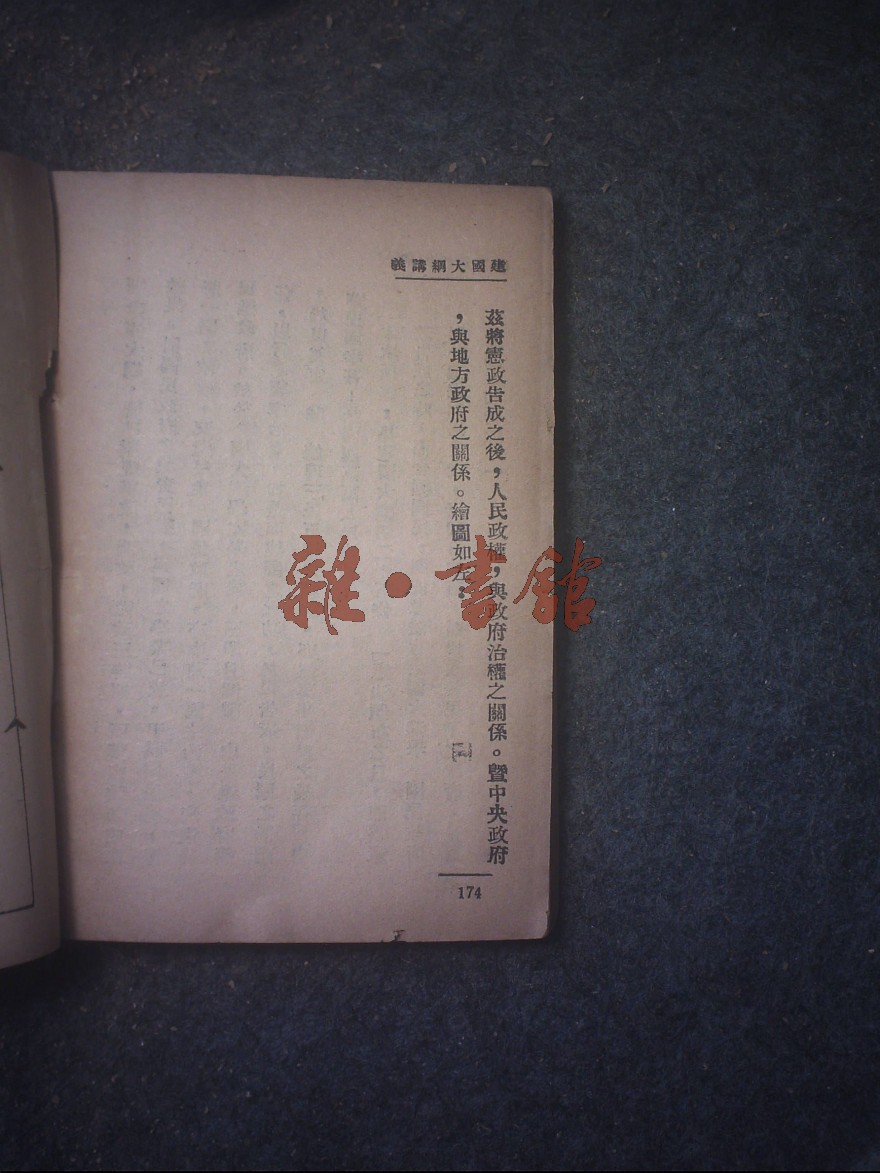 建國大綱講義
茲將憲政告成之後，人民政權，與政府治權之關係。暨中央政府
，與地方政府之關係。繪圖如左：
174
雜·書館